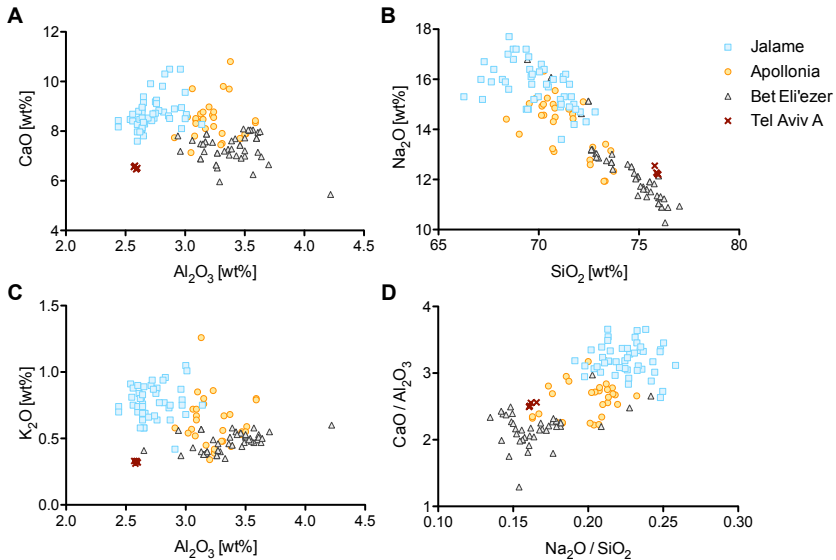 A
CaO [wt%]
12
10
8
6
4
2.0 2.5 3.0 3.5 4.0 4.5
Al₂O₃ [wt%]
B
Na₂O [wt%]
18
16
14
12
10
65 70 75 80
SiO₂ [wt%]
Jalame
Apollonia
Bet Eli'ezer
Tel Aviv A
C
K₂O [wt%]
1.5
1.0
0.5
0.0
2.0 2.5 3.0 3.5 4.0 4.5
Al₂O₃ [wt%]
D
CaO / Al₂O₃
4
3
2
1
0.10 0.15 0.20 0.25 0.30
Na₂O / SiO₂